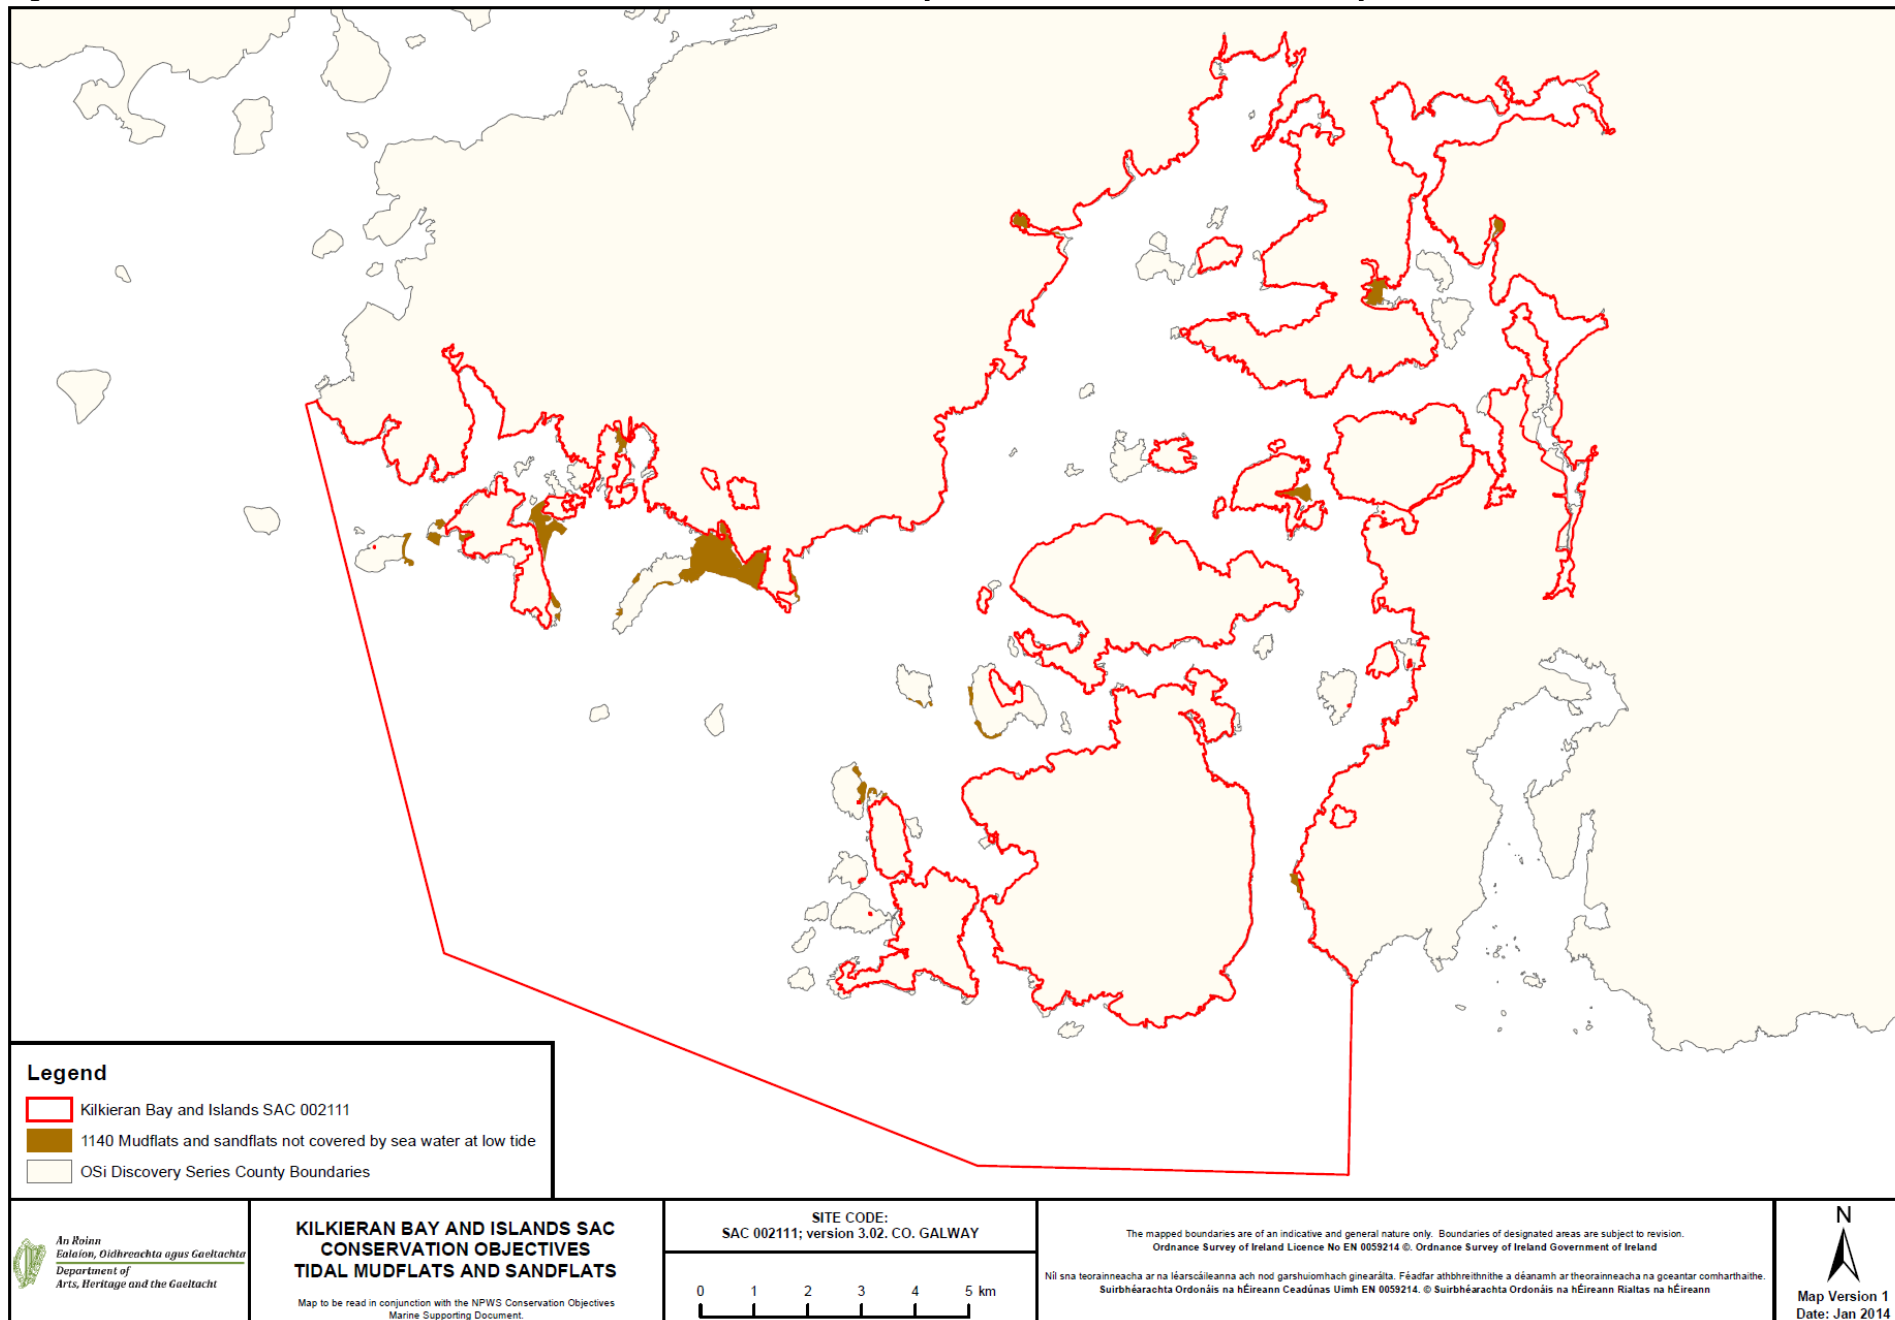 Legend
Kilkieran Bay and Islands SAC 002111
1140 Mudflats and sandflats not covered by sea water at low tide
OSi Discovery Series County Boundaries
An Roinn
Ealaíon, Oidhreachta agus Gaeltachta
Department of
Arts, Heritage and the Gaeltacht
KILKIERAN BAY AND ISLANDS SAC
CONSERVATION OBJECTIVES
TIDAL MUDFLATS AND SANDFLATS
Map to be read in conjunction with the NPWS Conservation Objectives
Marine Supporting Document.
SITE CODE:
SAC 002111; version 3.02. CO. GALWAY
0 1 2 3 4 5 km
The mapped boundaries are of an indicative and general nature only. Boundaries of designated areas are subject to revision.
Ordnance Survey of Ireland Licence No EN 0059214 ©. Ordnance Survey of Ireland Government of Ireland
Níl sna teorainneacha ar na léarscáileanna ach nod garshuiomhach ginearálta. Féadfar athbhreithnithe a déanamh ar theorainneacha na gceantar comharthaithe.
Suirbhéarachta Ordonáis na hÉireann Ceadúnas Uimh EN 0059214. © Suirbhéarachta Ordonáis na hÉireann Rialtas na hÉireann
N
Map Version 1
Date: Jan 2014